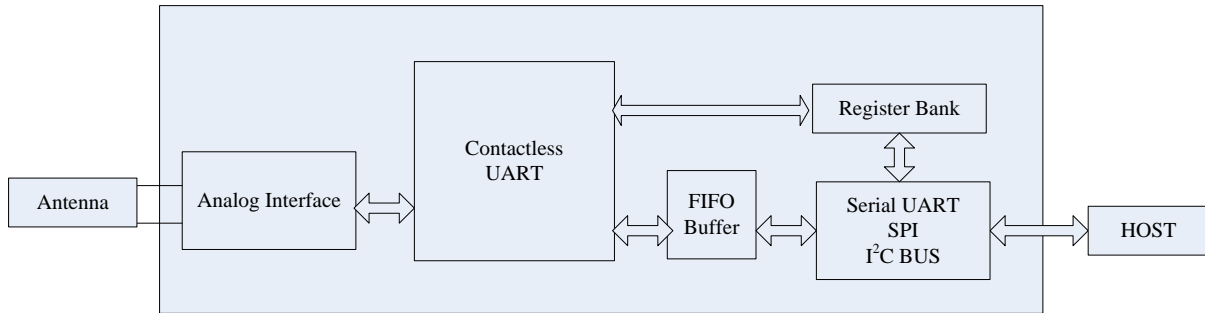 Antenna
Analog Interface
Contactless
UART
Register Bank
FIFO
Buffer
Serial UART
SPI
I²C BUS
HOST